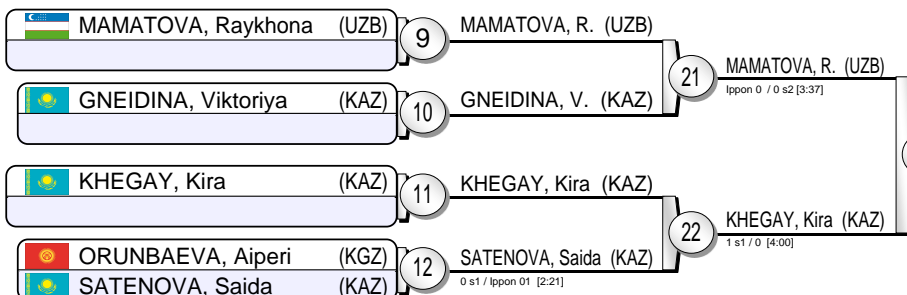 MAMATOVA, Raykhona (UZB)
9
MAMATOVA, R. (UZB)
GNEIDINA, Viktoriya (KAZ)
10
GNEIDINA, V. (KAZ)
21
MAMATOVA, R. (UZB)
Ippon 0 / 0 s2 [3:37]
KHEGAY, Kira (KAZ)
11
KHEGAY, Kira (KAZ)
ORUNBAEVA, Aiperi (KGZ)
SATENOVA, Saida (KAZ)
12
SATENOVA, Saida (KAZ)
0 s1 / Ippon 01 [2:21]
22
KHEGAY, Kira (KAZ)
1 s1 / 0 [4:00]